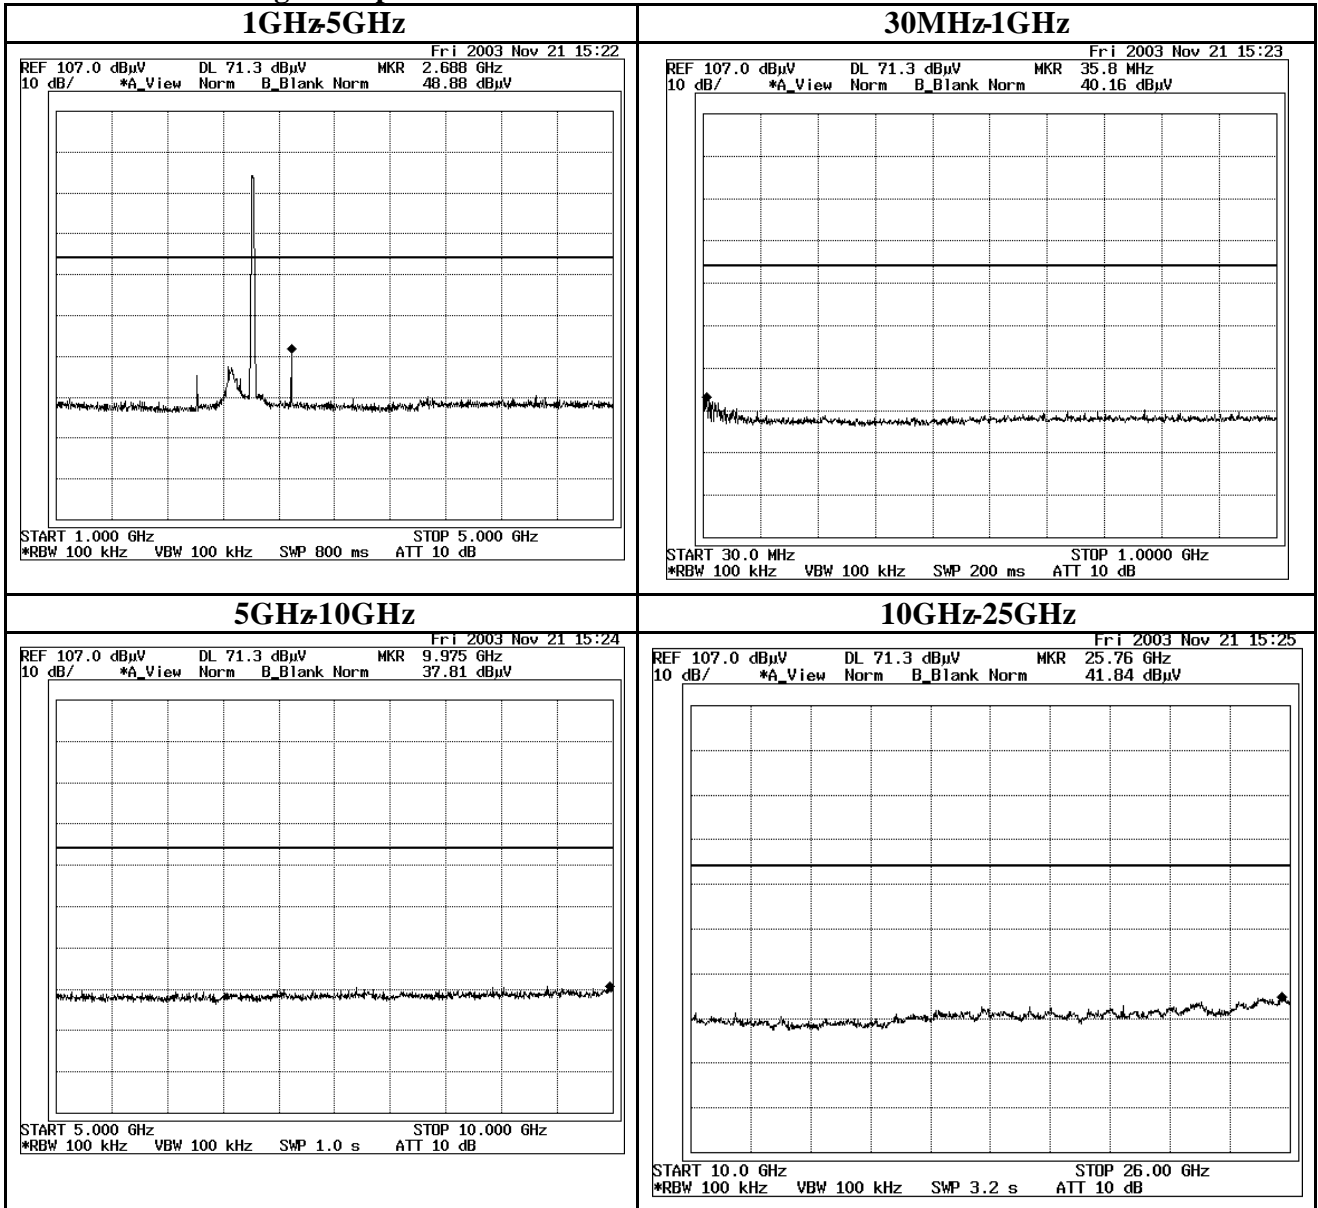 1GHz-5GHz
Fri 2003 Nov 21 15:22
REF 107.0 dBµV DL 71.3 dBµV MKR 2.688 GHz
10 dB/ *A_View Norm B_Blank Norm 48.88 dBµV
START 1.000 GHz STOP 5.000 GHz
*RBW 100 kHz VBW 100 kHz SWP 800 ms ATT 10 dB
30MHz-1GHz
Fri 2003 Nov 21 15:23
REF 107.0 dBµV DL 71.3 dBµV MKR 35.8 MHz
10 dB/ *A_View Norm B_Blank Norm 40.16 dBµV
START 30.0 MHz STOP 1.0000 GHz
*RBW 100 kHz VBW 100 kHz SWP 200 ms ATT 10 dB
5GHz-10GHz
Fri 2003 Nov 21 15:24
REF 107.0 dBµV DL 71.3 dBµV MKR 9.975 GHz
10 dB/ *A_View Norm B_Blank Norm 37.81 dBµV
START 5.000 GHz STOP 10.000 GHz
*RBW 100 kHz VBW 100 kHz SWP 1.0 s ATT 10 dB
10GHz-25GHz
Fri 2003 Nov 21 15:25
REF 107.0 dBµV DL 71.3 dBµV MKR 25.76 GHz
10 dB/ *A_View Norm B_Blank Norm 41.84 dBµV
START 10.0 GHz STOP 26.00 GHz
*RBW 100 kHz VBW 100 kHz SWP 3.2 s ATT 10 dB